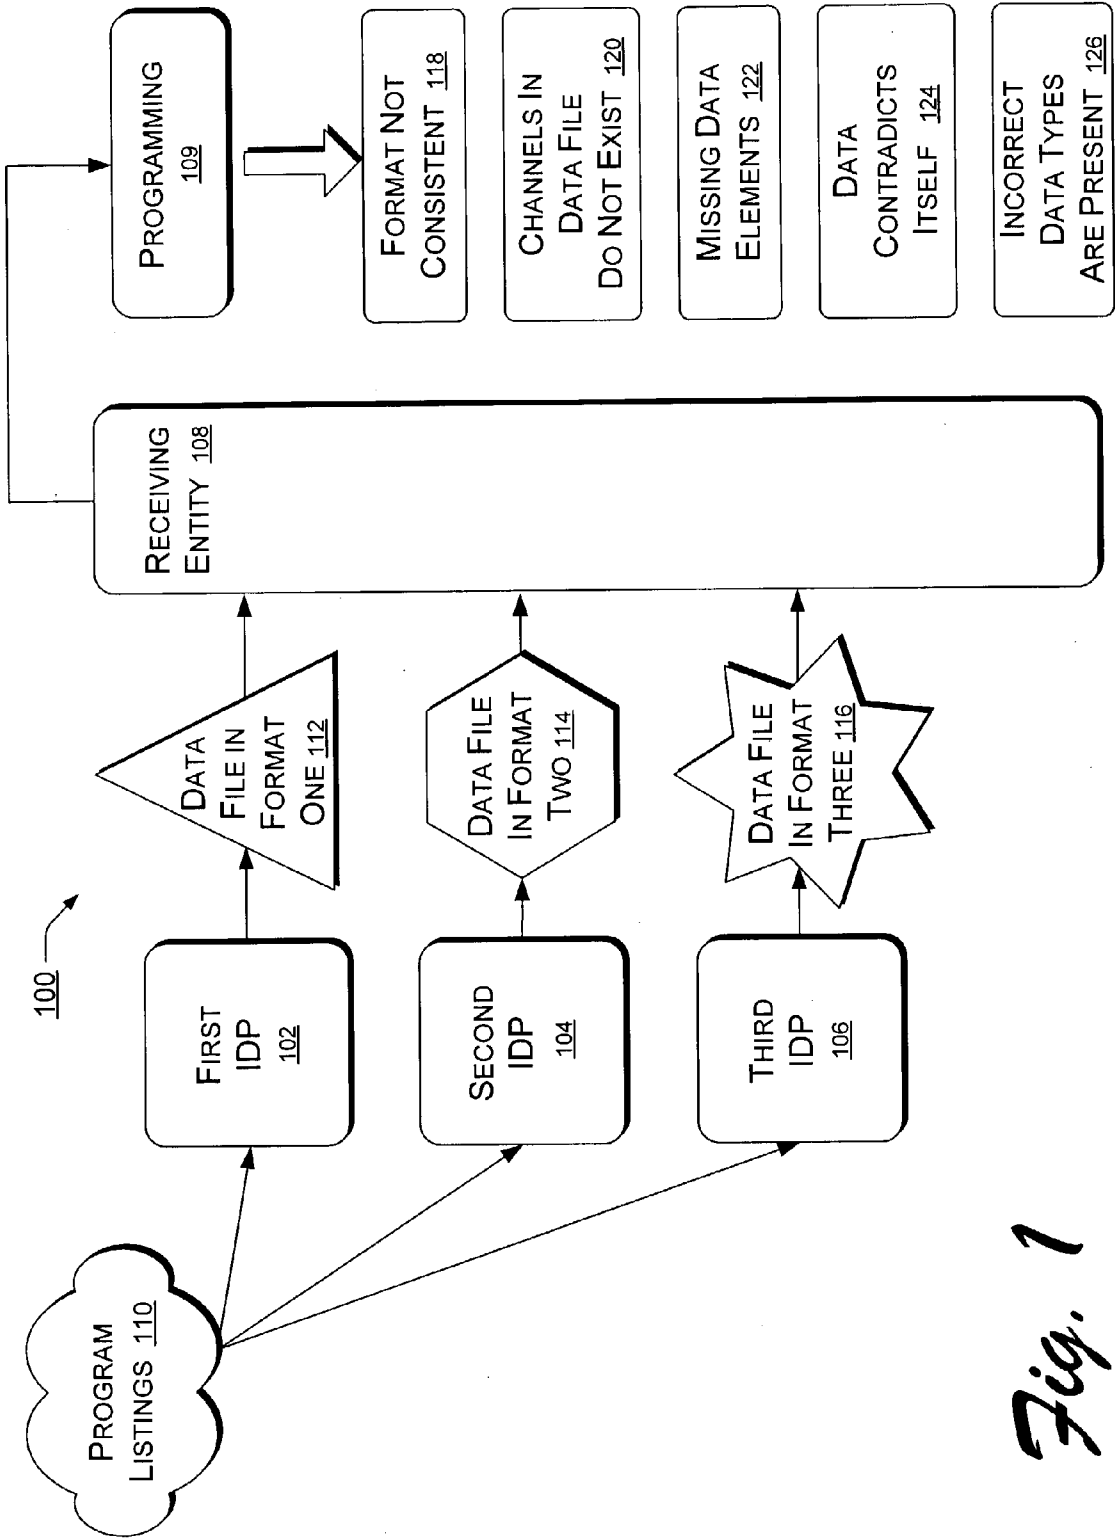 100
PROGRAM
LISTINGS 110
FIRST
IDP
102
SECOND
IDP
104
THIRD
IDP
106
DATA
FILE IN
FORMAT
ONE 112
DATA FILE
IN FORMAT
TWO 114
DATA FILE
IN FORMAT
THREE 116
RECEIVING
ENTITY 108
PROGRAMMING
109
FORMAT NOT
CONSISTENT 118
CHANNELS IN
DATA FILE
DO NOT EXIST 120
MISSING DATA
ELEMENTS 122
DATA
CONTRADICTS
ITSELF 124
INCORRECT
DATA TYPES
ARE PRESENT 126
Fig. 1